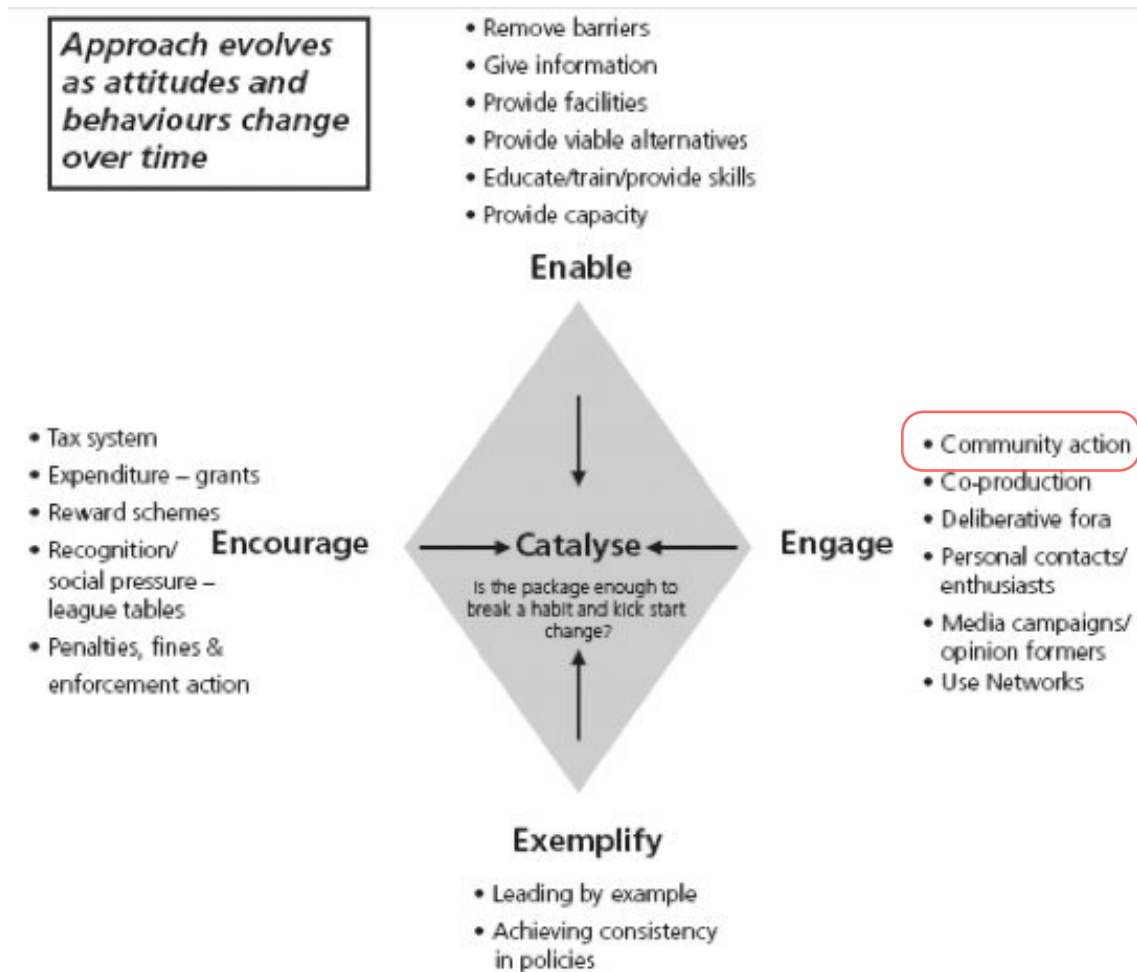 Approach evolves
as attitudes and
behaviours change
over time
• Remove barriers
• Give information
• Provide facilities
• Provide viable alternatives
• Educate/train/provide skills
• Provide capacity
Enable
• Tax system
• Expenditure – grants
• Reward schemes
• Recognition/
social pressure –
league tables
• Penalties, fines &
enforcement action
Encourage
Catalyse
Is the package enough to
break a habit and kick start
change?
Engage
• Community action
• Co-production
• Deliberative fora
• Personal contacts/
enthusiasts
• Media campaigns/
opinion formers
• Use Networks
Exemplify
• Leading by example
• Achieving consistency
in policies